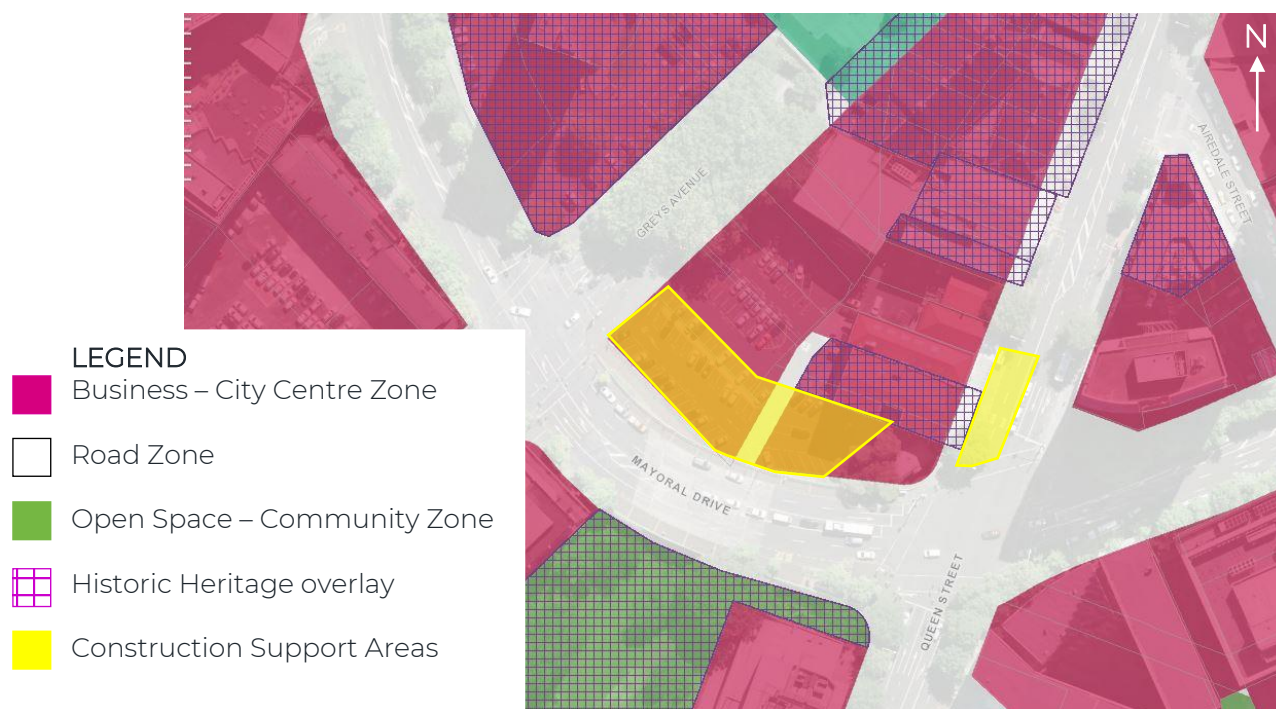 N
AIREDALE STREET
GREYS AVENUE
LEGEND
Business – City Centre Zone
Road Zone
Open Space – Community Zone
Historic Heritage overlay
Construction Support Areas
MAYORAL DRIVE
QUEEN STREET